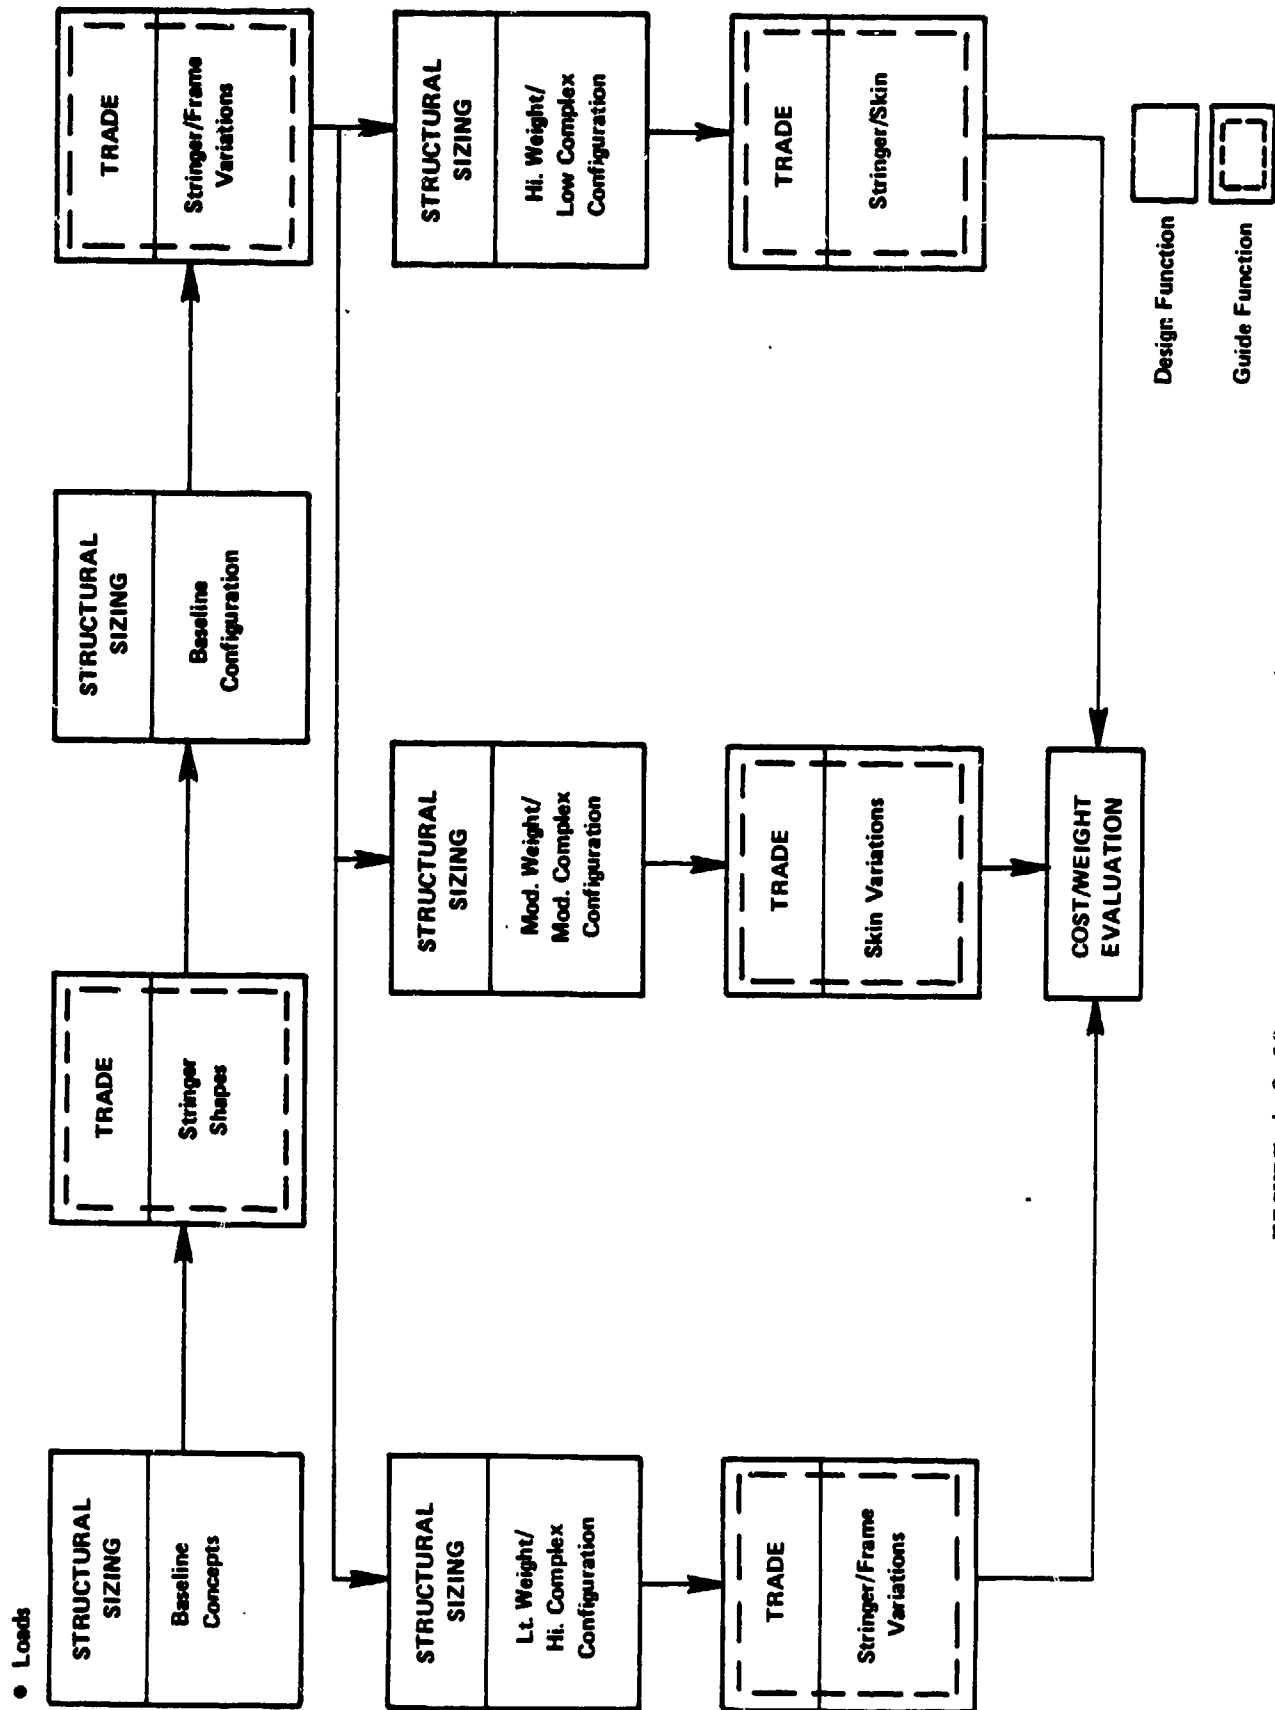 ● Loads
STRUCTURAL
SIZING
Baseline
Concepts
TRADE
Stringer
Shapes
STRUCTURAL
SIZING
Baseline
Configuration
TRADE
Stringer/Frame
Variations
STRUCTURAL
SIZING
Lt. Weight/
Hi. Complex
Configuration
STRUCTURAL
SIZING
Mod. Weight/
Mod. Complex
Configuration
STRUCTURAL
SIZING
Hi. Weight/
Low Complex
Configuration
TRADE
Stringer/Frame
Variations
TRADE
Skin Variations
TRADE
Stringer/Skin
COST/WEIGHT
EVALUATION
Design Function
Guide Function